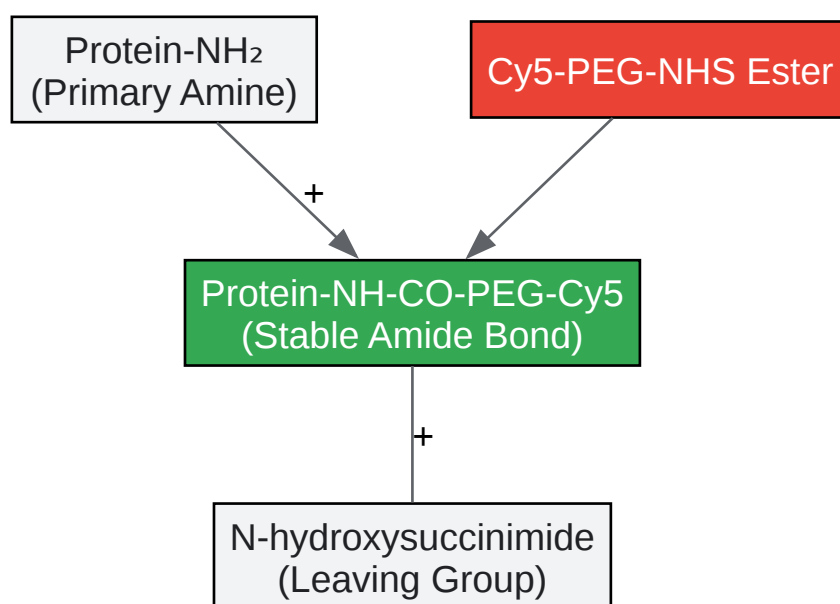 Protein-NH₂
(Primary Amine)
Cy5-PEG-NHS Ester
+
Protein-NH-CO-PEG-Cy5
(Stable Amide Bond)
+
N-hydroxysuccinimide
(Leaving Group)